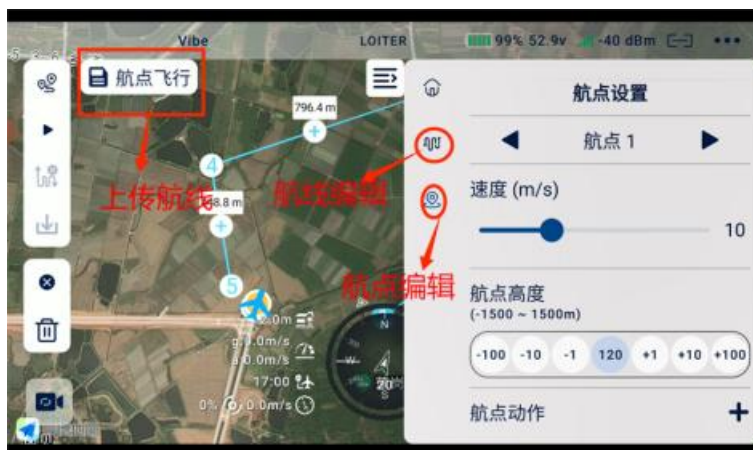 Vibe
LOITER
99% 52.9v
-40 dBm
航点飞行
796.4 m
航点设置
4
航点 1
上传航线
航线编辑
速度 (m/s)
10
5
航点编辑
航点高度
(-1500 ~ 1500m)
-100 -10 -1 120 +1 +10 +100
N
W
S
17:00
20
0% 0.0m/s
航点动作